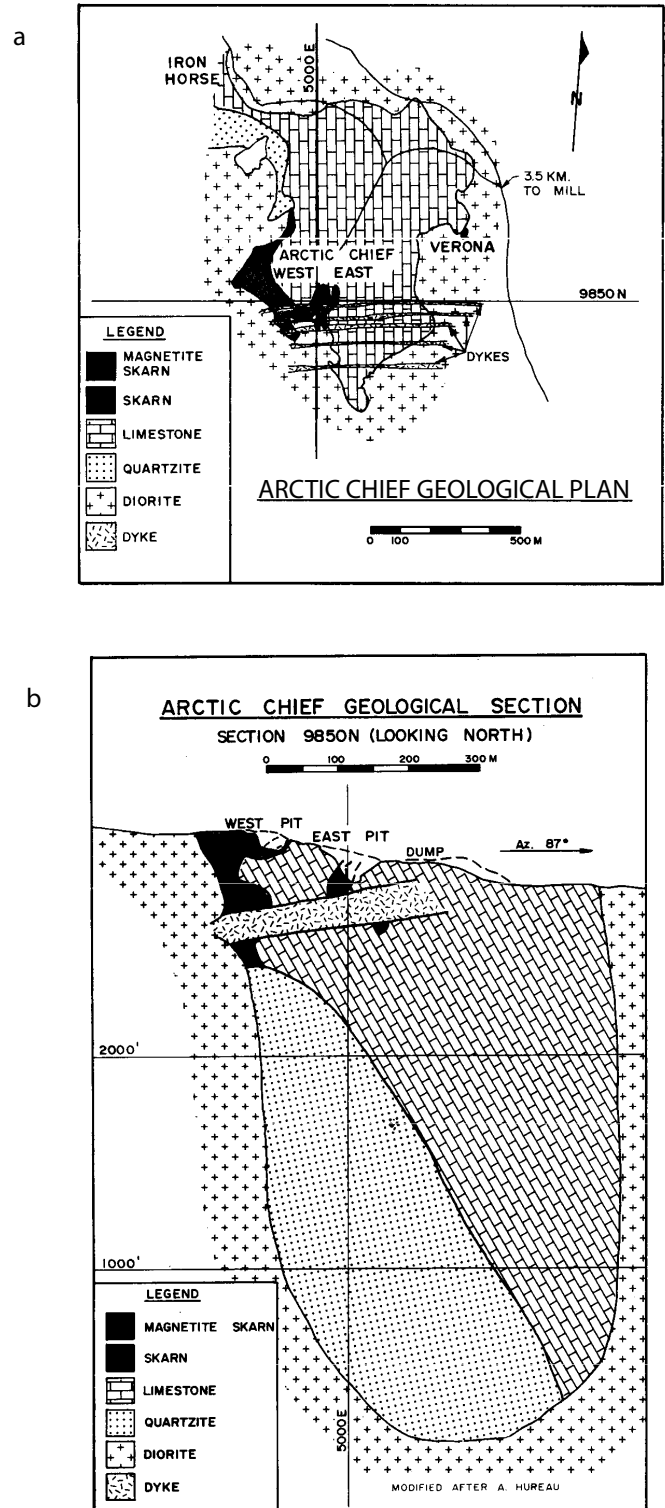 a
IRON
HORSE
5000 E
N
3.5 KM.
TO MILL
ARCTIC CHIEF
WEST EAST
VERONA
9850 N
DYKES
LEGEND
MAGNETITE
SKARN
SKARN
LIMESTONE
QUARTZITE
DIORITE
DYKE
ARCTIC CHIEF GEOLOGICAL PLAN
0 100 500 M
b
ARCTIC CHIEF GEOLOGICAL SECTION
SECTION 9850N (LOOKING NORTH)
0 100 200 300 M
WEST PIT
EAST PIT
DUMP
Az. 87°
2000'
1000'
LEGEND
MAGNETITE SKARN
SKARN
LIMESTONE
QUARTZITE
DIORITE
DYKE
5000E
MODIFIED AFTER A. HUREAU